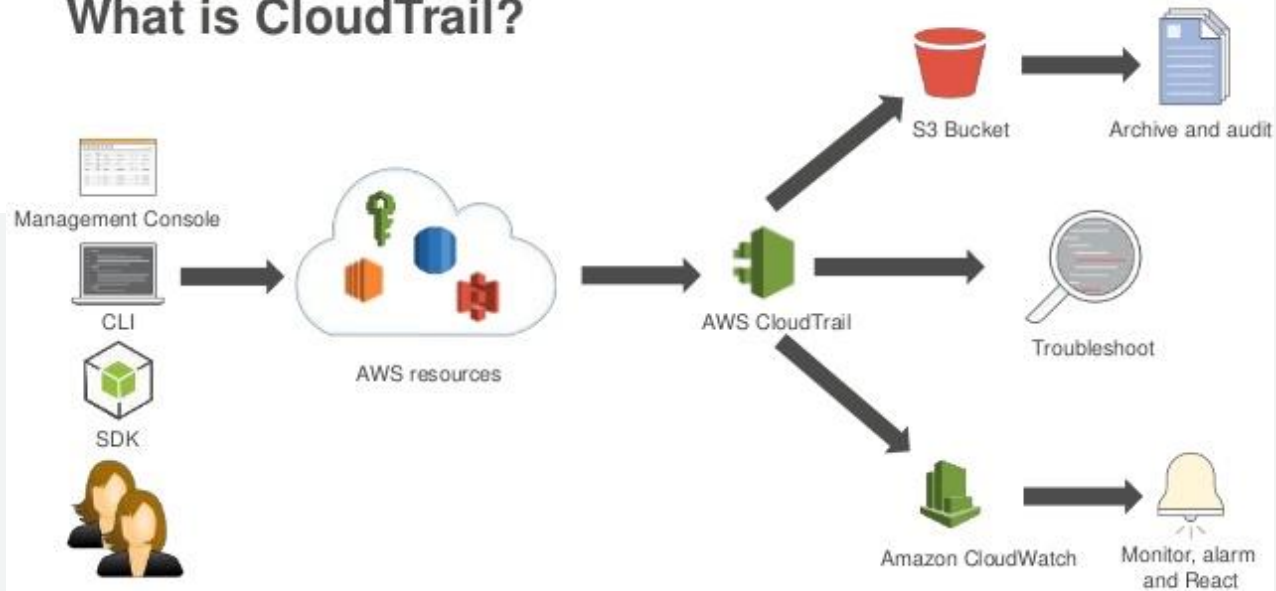 What is CloudTrail?
Management Console
CLI
SDK
AWS resources
AWS CloudTrail
S3 Bucket
Archive and audit
Troubleshoot
Amazon CloudWatch
Monitor, alarm
and React